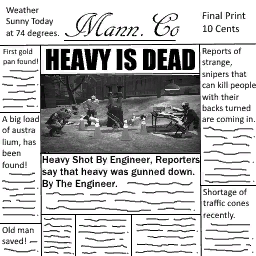 Weather
Sunny Today
at 74 degrees.
Mann. Co
Final Print
10 Cents
First gold
pan found!
A big load
of austra
lium, has
been
found!
Old man
saved!
HEAVY IS DEAD
Heavy Shot By Engineer, Reporters
say that heavy was gunned down.
By The Engineer.
Reports of
strange,
snipers that
can kill people
with their
backs turned
are coming in.
Shortage of
traffic cones
recently.